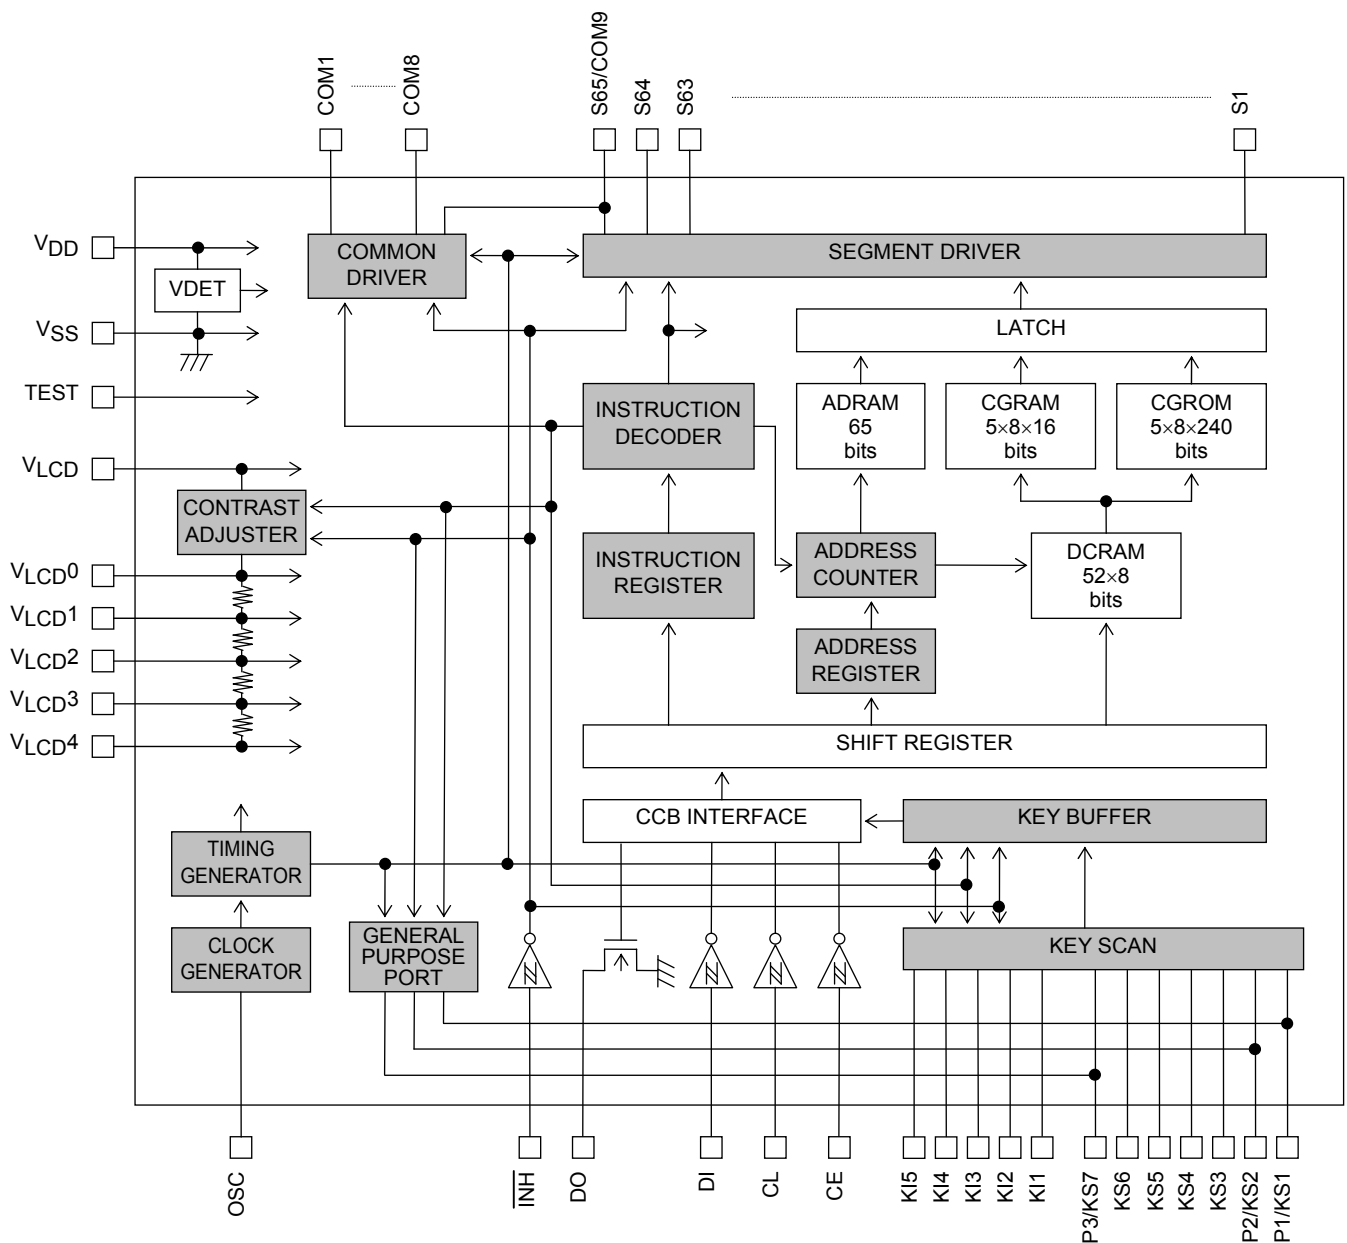 COM1
COM8
S65/COM9
S64
S63
S1
VDD
VDET
VSS
TEST
VLCD
CONTRAST
ADJUSTER
VLCD0
VLCD1
VLCD2
VLCD3
VLCD4
COMMON
DRIVER
SEGMENT DRIVER
LATCH
INSTRUCTION
DECODER
ADRAM
65
bits
CGRAM
5×8×16
bits
CGROM
5×8×240
bits
INSTRUCTION
REGISTER
ADDRESS
COUNTER
DCRAM
52×8
bits
ADDRESS
REGISTER
SHIFT REGISTER
CCB INTERFACE
KEY BUFFER
TIMING
GENERATOR
CLOCK
GENERATOR
GENERAL
PURPOSE
PORT
KEY SCAN
OSC
INH
DO
DI
CL
CE
KI5
KI4
KI3
KI2
KI1
P3/KS7
KS6
KS5
KS4
KS3
P2/KS2
P1/KS1